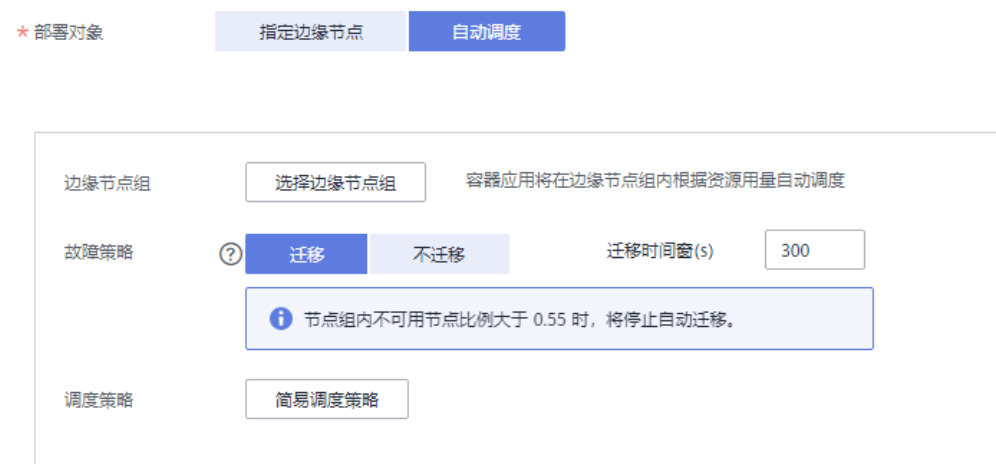 * 部署对象 指定边缘节点 自动调度
边缘节点组 选择边缘节点组 容器应用将在边缘节点组内根据资源用量自动调度
故障策略 ? 迁移 不迁移 迁移时间窗(s) 300
i 节点组内不可用节点比例大于 0.55 时，将停止自动迁移。
调度策略 简易调度策略